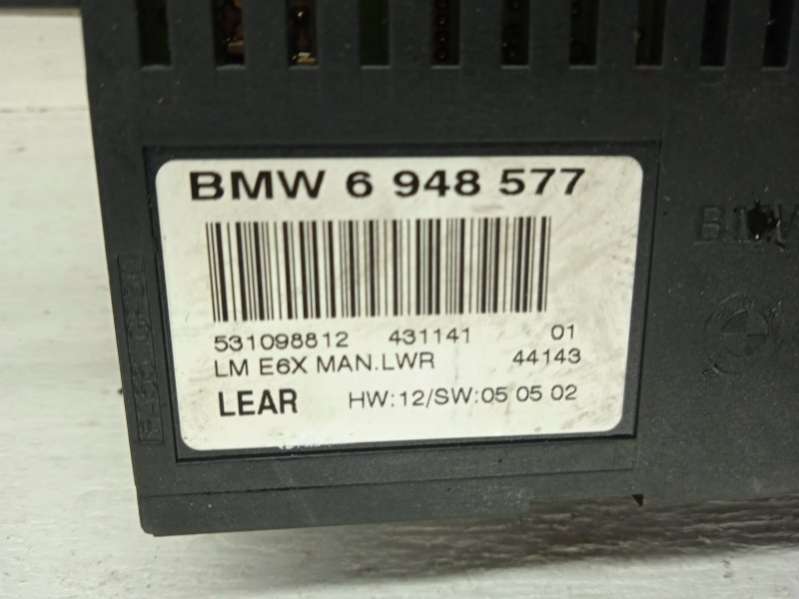 BMW 6 948 577
531098812 431141 01
LM E6X MAN.LWR 44143
LEAR HW:12/SW:05 05 02
BMW